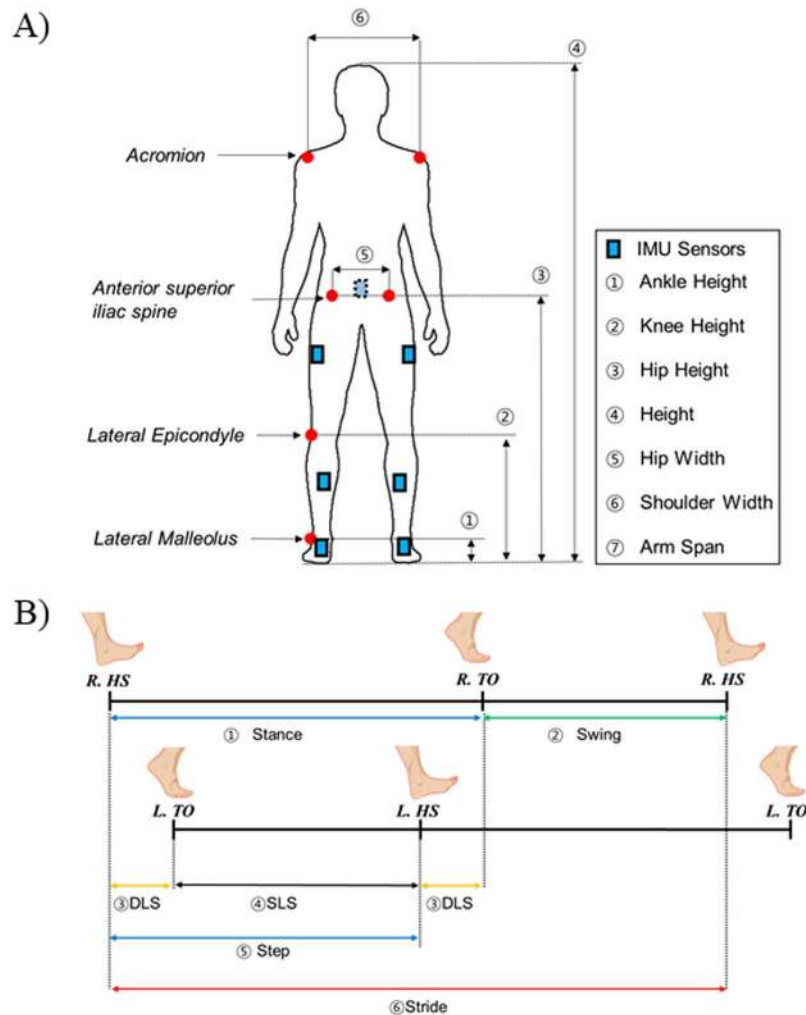 A)
⑥
④
Acromion
⑤
③
Anterior superior
iliac spine
②
Lateral Epicondyle
①
Lateral Malleolus
IMU Sensors
① Ankle Height
② Knee Height
③ Hip Height
④ Height
⑤ Hip Width
⑥ Shoulder Width
⑦ Arm Span
B)
R. HS R. TO R. HS
① Stance ② Swing
L. TO L. HS L. TO
③DLS ④SLS ③DLS
⑤ Step
⑥Stride